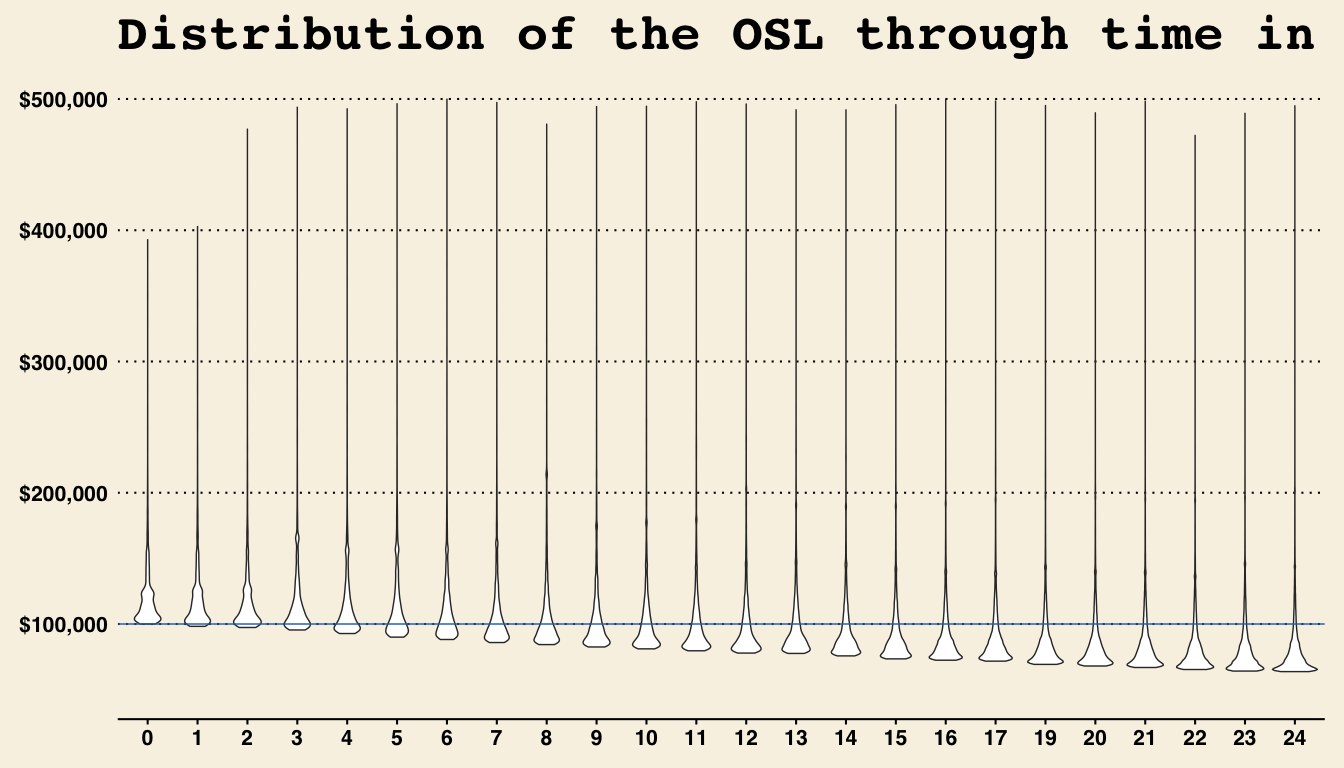 Distribution of the OSL through time in
$500,000
$400,000
$300,000
$200,000
$100,000
0 1 2 3 4 5 6 7 8 9 10 11 12 13 14 15 16 17 19 20 21 22 23 24